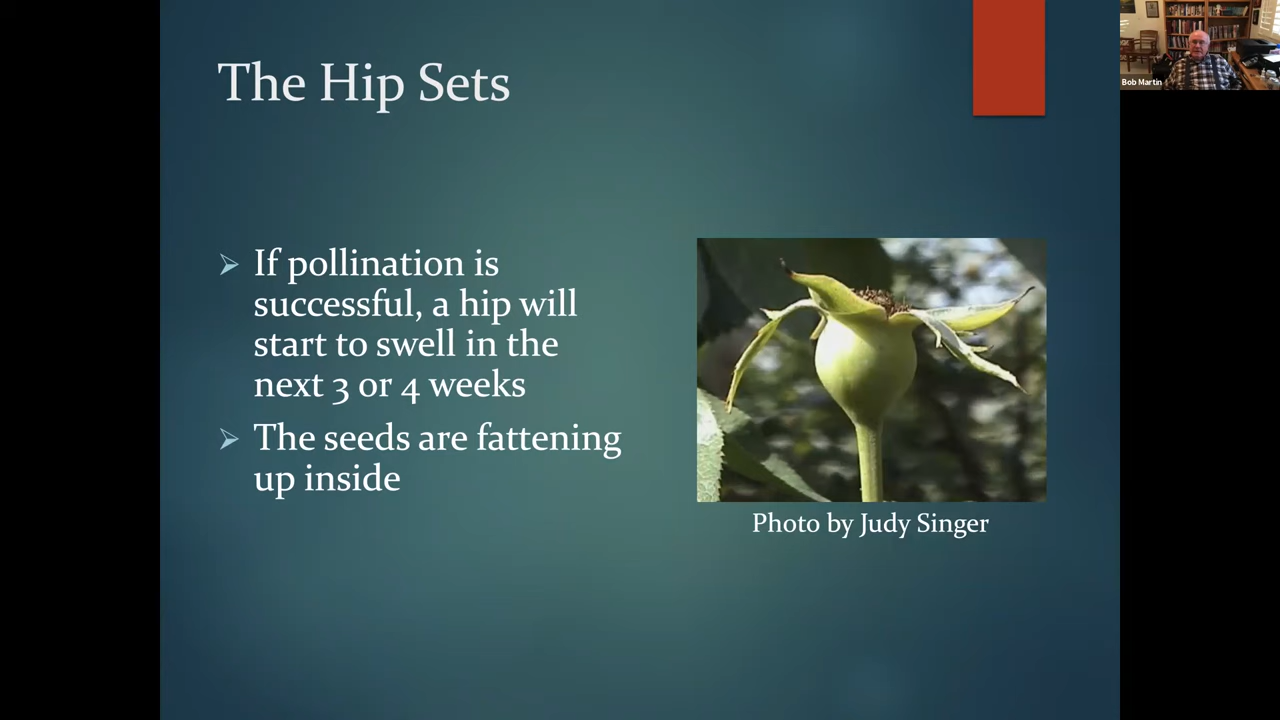 The Hip Sets
If pollination is
successful, a hip will
start to swell in the
next 3 or 4 weeks
The seeds are fattening
up inside
Photo by Judy Singer
Bob Martin